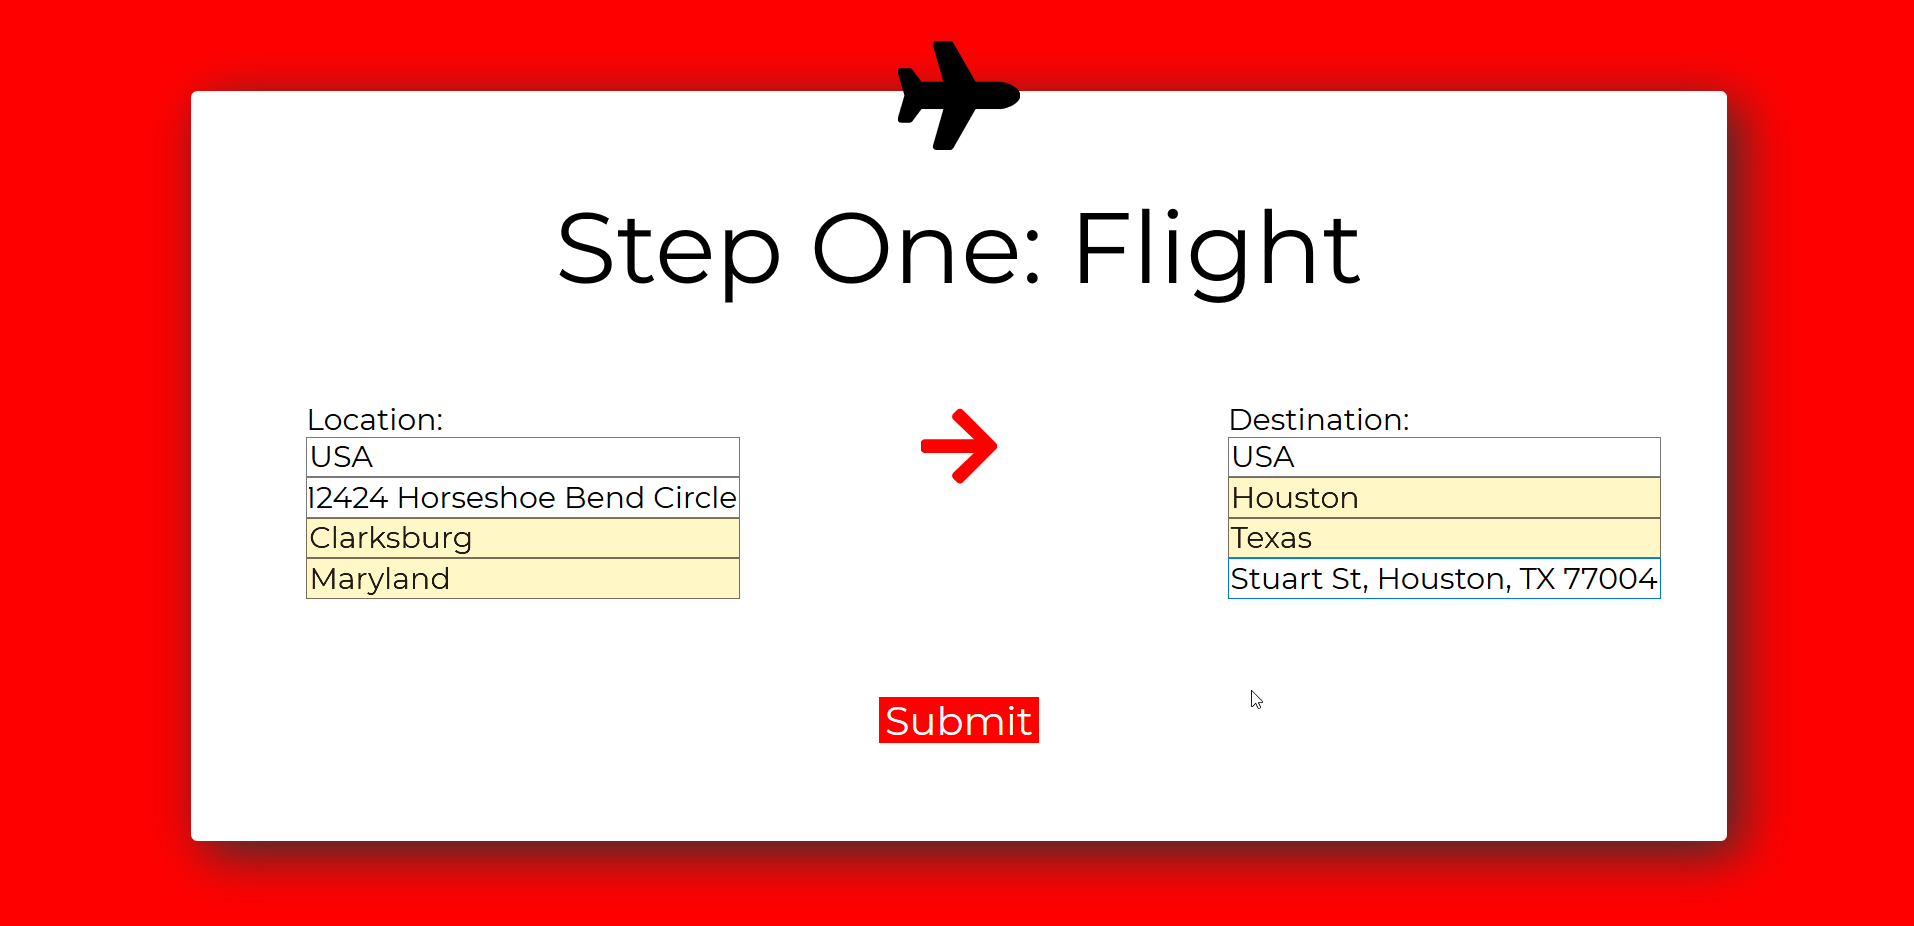 Step One: Flight
Location:
USA
12424 Horseshoe Bend Circle
Clarksburg
Maryland
Destination:
USA
Houston
Texas
Stuart St, Houston, TX 77004
Submit